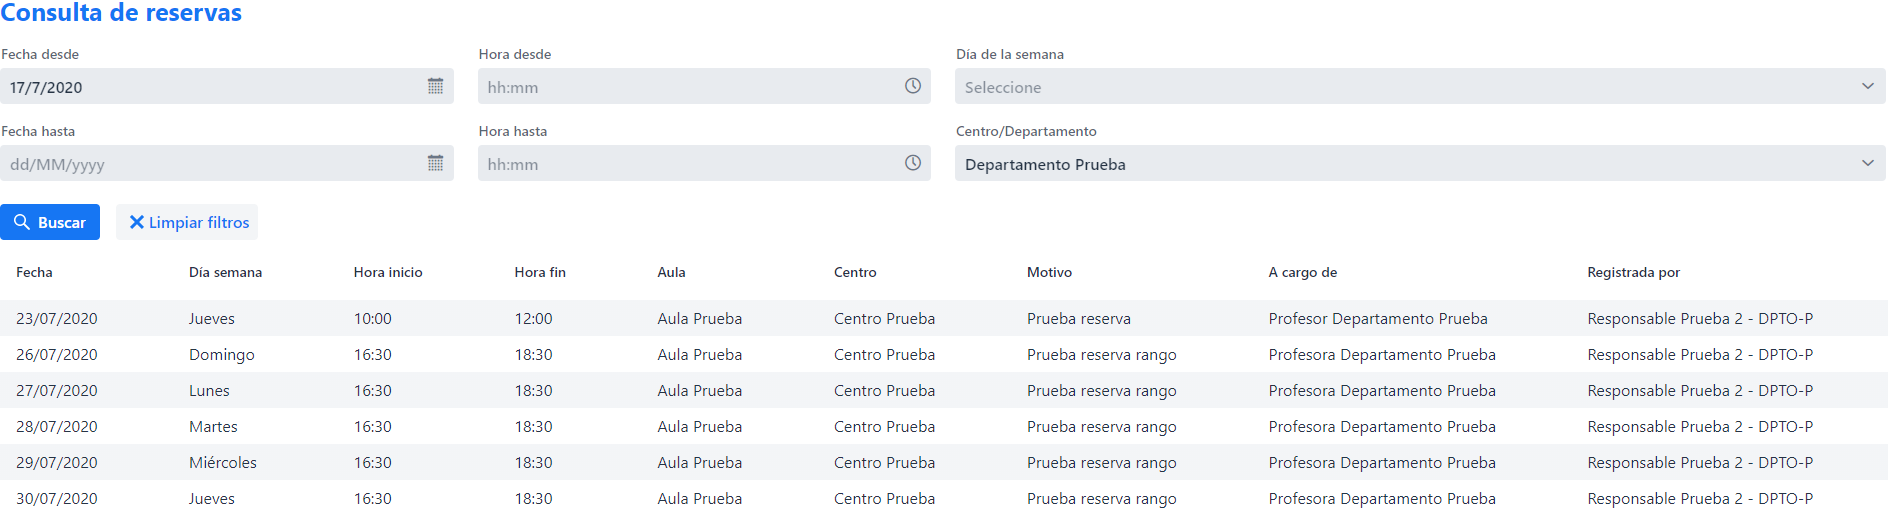 Consulta de reservas
Fecha desde Hora desde Día de la semana
17/7/2020 hh:mm Seleccione
Fecha hasta Hora hasta Centro/Departamento
dd/MM/yyyy hh:mm Departamento Prueba
Buscar Limpiar filtros
Fecha Día semana Hora inicio Hora fin Aula Centro Motivo A cargo de Registrada por
23/07/2020 Jueves 10:00 12:00 Aula Prueba Centro Prueba Prueba reserva Profesor Departamento Prueba Responsable Prueba 2 - DPTO-P
26/07/2020 Domingo 16:30 18:30 Aula Prueba Centro Prueba Prueba reserva rango Profesora Departamento Prueba Responsable Prueba 2 - DPTO-P
27/07/2020 Lunes 16:30 18:30 Aula Prueba Centro Prueba Prueba reserva rango Profesora Departamento Prueba Responsable Prueba 2 - DPTO-P
28/07/2020 Martes 16:30 18:30 Aula Prueba Centro Prueba Prueba reserva rango Profesora Departamento Prueba Responsable Prueba 2 - DPTO-P
29/07/2020 Miércoles 16:30 18:30 Aula Prueba Centro Prueba Prueba reserva rango Profesora Departamento Prueba Responsable Prueba 2 - DPTO-P
30/07/2020 Jueves 16:30 18:30 Aula Prueba Centro Prueba Prueba reserva rango Profesora Departamento Prueba Responsable Prueba 2 - DPTO-P